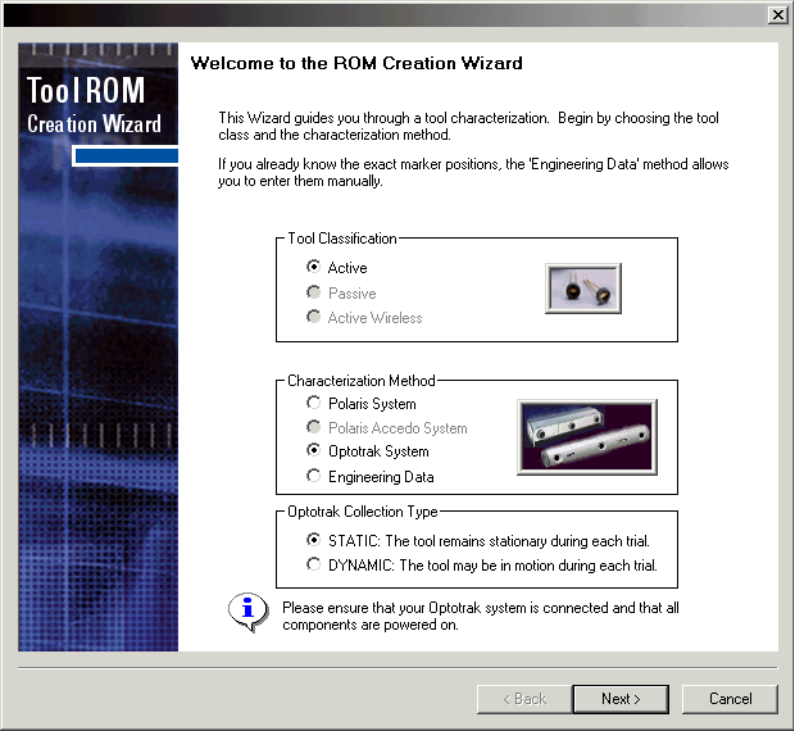 Tool ROM
Creation Wizard
Welcome to the ROM Creation Wizard
This Wizard guides you through a tool characterization. Begin by choosing the tool
class and the characterization method.
If you already know the exact marker positions, the 'Engineering Data' method allows
you to enter them manually.
Tool Classification
Active
Passive
Active Wireless
Characterization Method
Polaris System
Polaris Accedo System
Optotrak System
Engineering Data
Optotrak Collection Type
STATIC: The tool remains stationary during each trial.
DYNAMIC: The tool may be in motion during each trial.
Please ensure that your Optotrak system is connected and that all
components are powered on.
< Back
Next >
Cancel